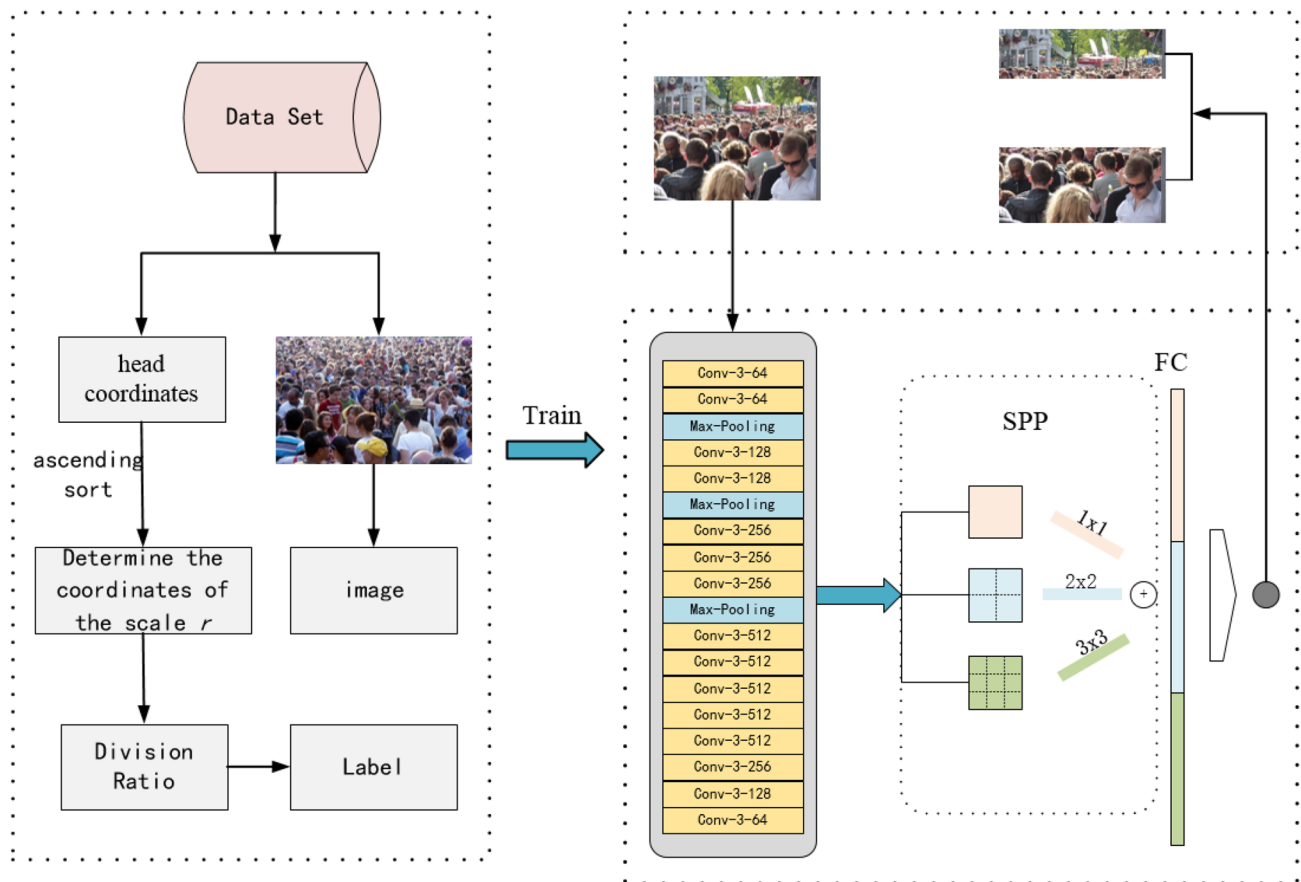 Data Set
head
coordinates
ascending
sort
Determine the
coordinates of
the scale r
image
Division
Ratio
Label
Train
Conv-3-64
Conv-3-64
Max-Pooling
Conv-3-128
Conv-3-128
Max-Pooling
Conv-3-256
Conv-3-256
Conv-3-256
Max-Pooling
Conv-3-512
Conv-3-512
Conv-3-512
Conv-3-512
Conv-3-512
Conv-3-256
Conv-3-128
Conv-3-64
SPP
1x1
2x2
3x3
+
FC